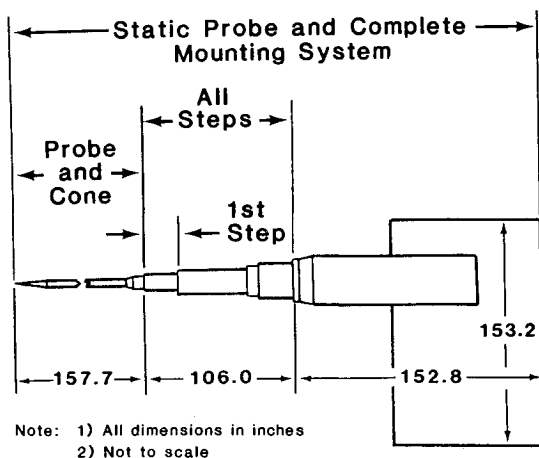 Static Probe and Complete
Mounting System
All
Steps
Probe
and
Cone
1st
Step
153.2
157.7
106.0
152.8
Note: 1) All dimensions in inches
2) Not to scale